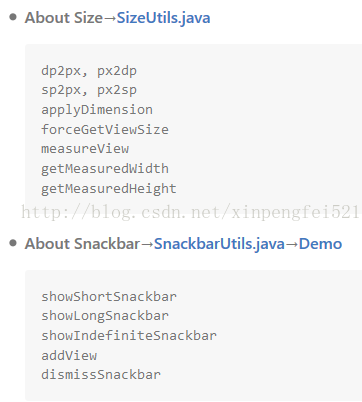 About Size→SizeUtils.java
dp2px, px2dp
sp2px, px2sp
applyDimension
forceGetViewSize
measureView
getMeasuredWidth
getMeasuredHeight
http://blog.csdn.net/xinpengfei521
About Snackbar→SnackbarUtils.java→Demo
showShortSnackbar
showLongSnackbar
showIndefiniteSnackbar
addView
dismissSnackbar